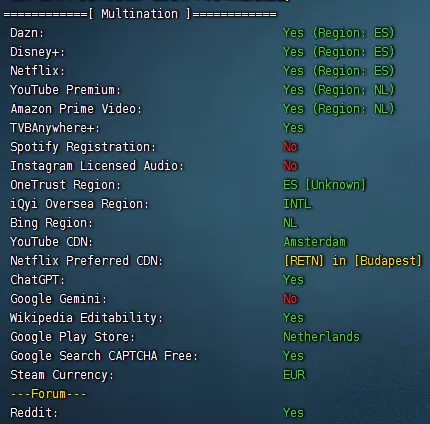 ============[ Multination ]============
Dazn: Yes (Region: ES)
Disney+: Yes (Region: ES)
Netflix: Yes (Region: ES)
YouTube Premium: Yes (Region: NL)
Amazon Prime Video: Yes (Region: NL)
TVBAnywhere+: Yes
Spotify Registration: No
Instagram Licensed Audio: No
OneTrust Region: ES [Unknown]
iQyi Oversea Region: INTL
Bing Region: NL
YouTube CDN: Amsterdam
Netflix Preferred CDN: [RETN] in [Budapest]
ChatGPT: Yes
Google Gemini: No
Wikipedia Editability: Yes
Google Play Store: Netherlands
Google Search CAPTCHA Free: Yes
Steam Currency: EUR
---Forum---
Reddit: Yes